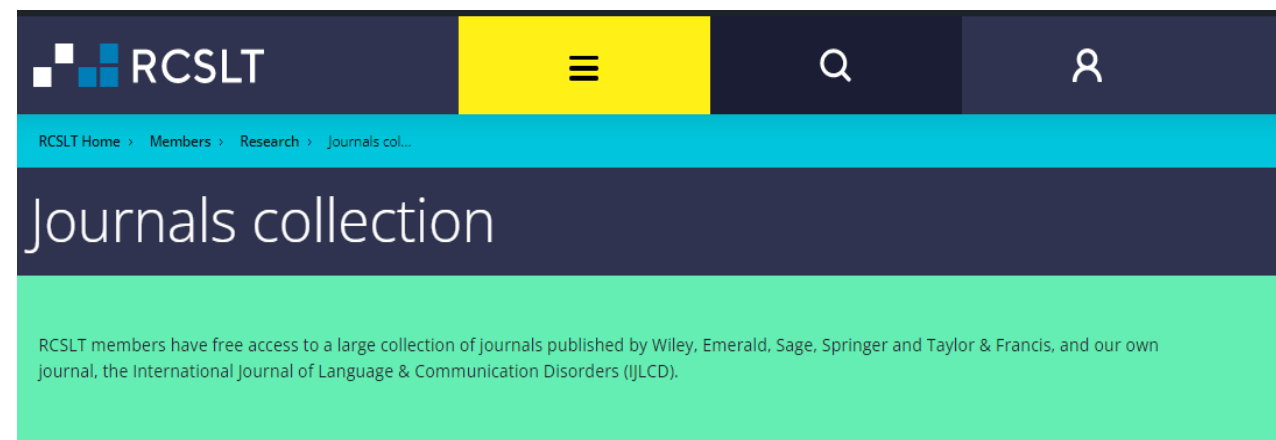 RCSLT
RCSLT Home › Members › Research › Journals col...
Journals collection
RCSLT members have free access to a large collection of journals published by Wiley, Emerald, Sage, Springer and Taylor & Francis, and our own
journal, the International Journal of Language & Communication Disorders (IJLCD).